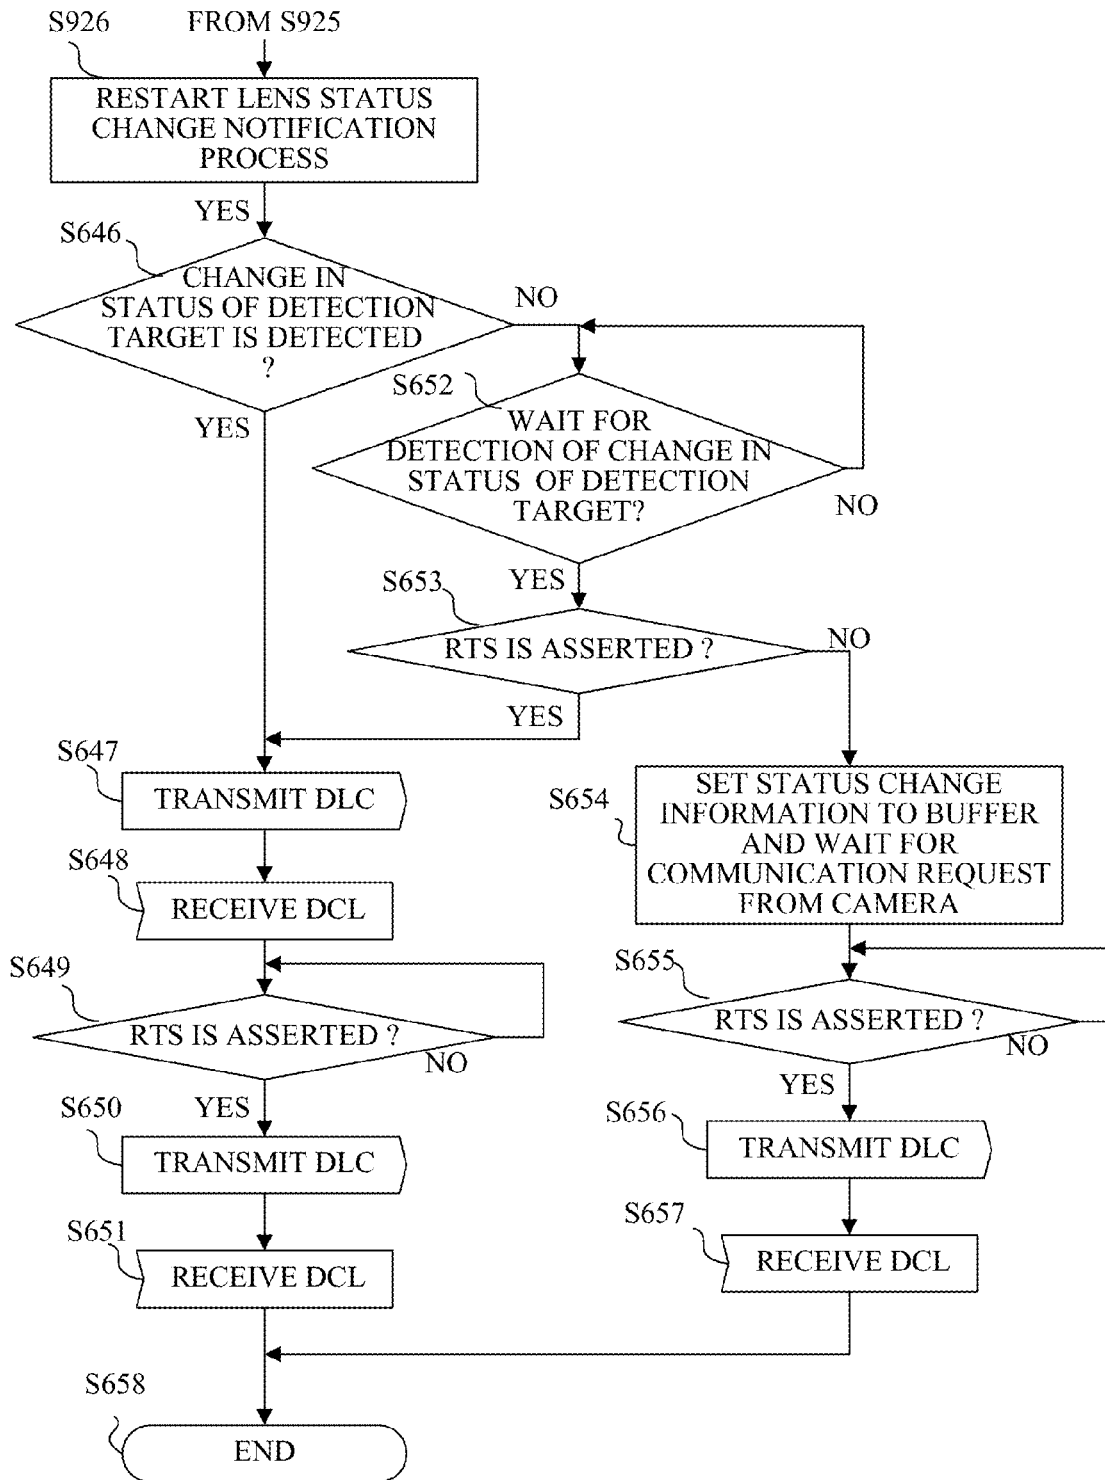 S926
FROM S925
RESTART LENS STATUS
CHANGE NOTIFICATION
PROCESS
YES
S646
CHANGE IN
STATUS OF DETECTION
TARGET IS DETECTED
?
NO
YES
S652
WAIT FOR
DETECTION OF CHANGE IN
STATUS OF DETECTION
TARGET?
NO
YES
S653
RTS IS ASSERTED ?
NO
YES
S647
TRANSMIT DLC
S648
RECEIVE DCL
S649
RTS IS ASSERTED ?
NO
YES
S650
TRANSMIT DLC
S651
RECEIVE DCL
S654
SET STATUS CHANGE
INFORMATION TO BUFFER
AND WAIT FOR
COMMUNICATION REQUEST
FROM CAMERA
S655
RTS IS ASSERTED ?
NO
YES
S656
TRANSMIT DLC
S657
RECEIVE DCL
S658
END